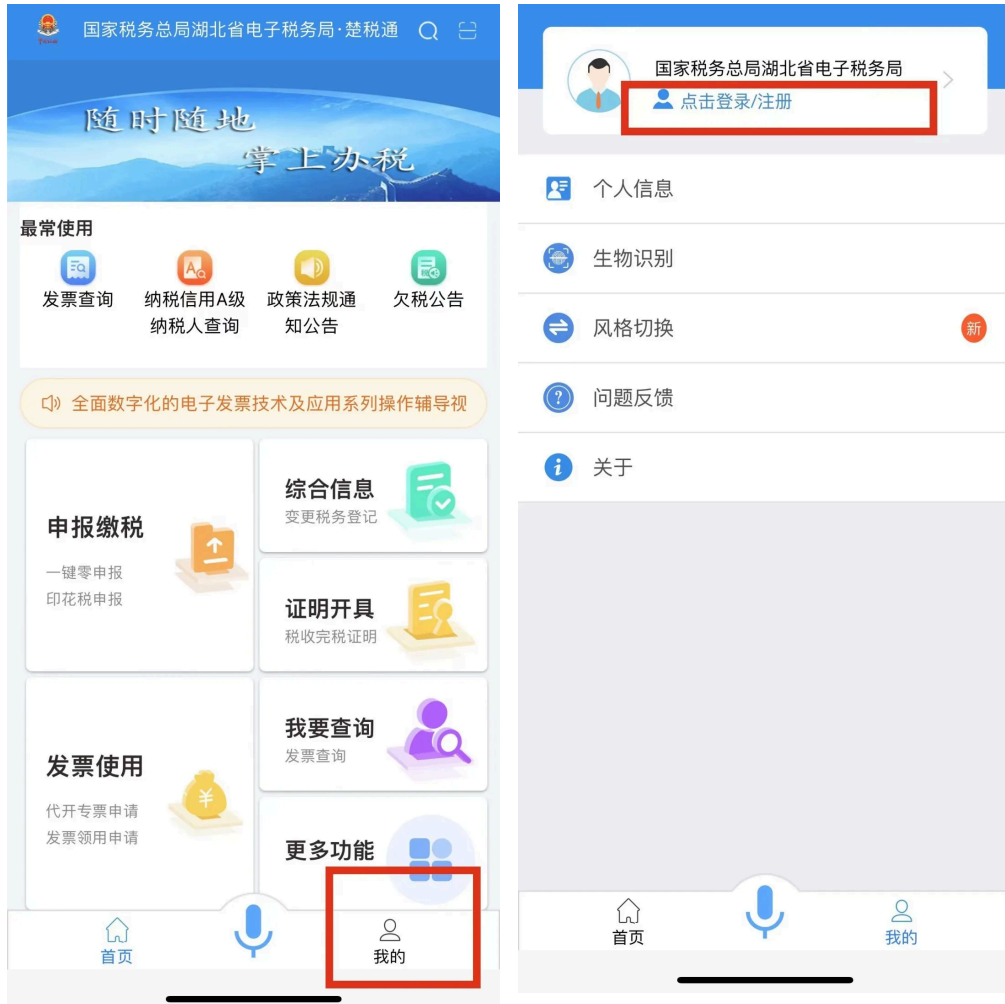 国家税务总局湖北省电子税务局·楚税通
随时随地
掌上办税
最常使用
发票查询
纳税信用A级
纳税人查询
政策法规通
知公告
欠税公告
全面数字化的电子发票技术及应用系列操作辅导视
申报缴税
一键零申报
印花税申报
综合信息
变更税务登记
证明开具
税收完税证明
发票使用
代开专票申请
发票领用申请
我要查询
发票查询
更多功能
首页
我的
国家税务总局湖北省电子税务局
点击登录/注册
个人信息
生物识别
风格切换
新
问题反馈
关于
首页
我的